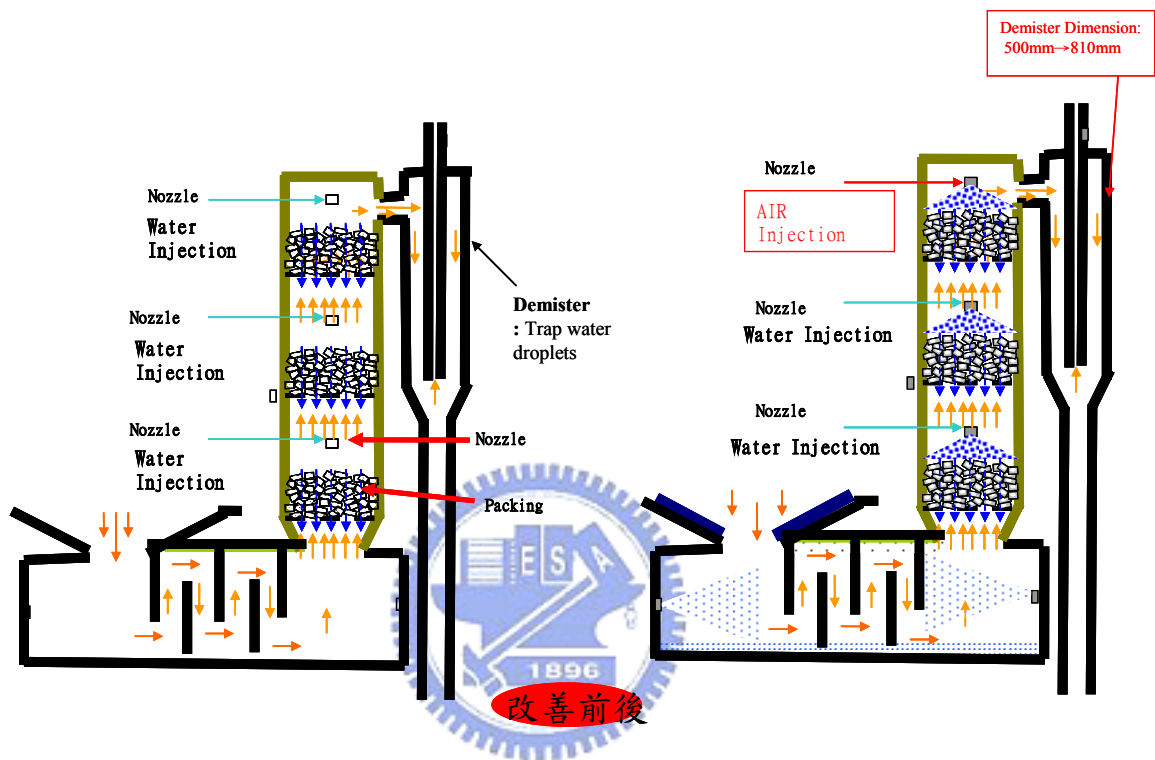 Demister Dimension:
500mm→810mm
Nozzle
Water
Injection
Nozzle
Water
Injection
Nozzle
Water
Injection
Demister
: Trap water
droplets
Nozzle
Packing
Nozzle
AIR
Injection
Nozzle
Water Injection
Nozzle
Water Injection
E S A
1896
改善前後